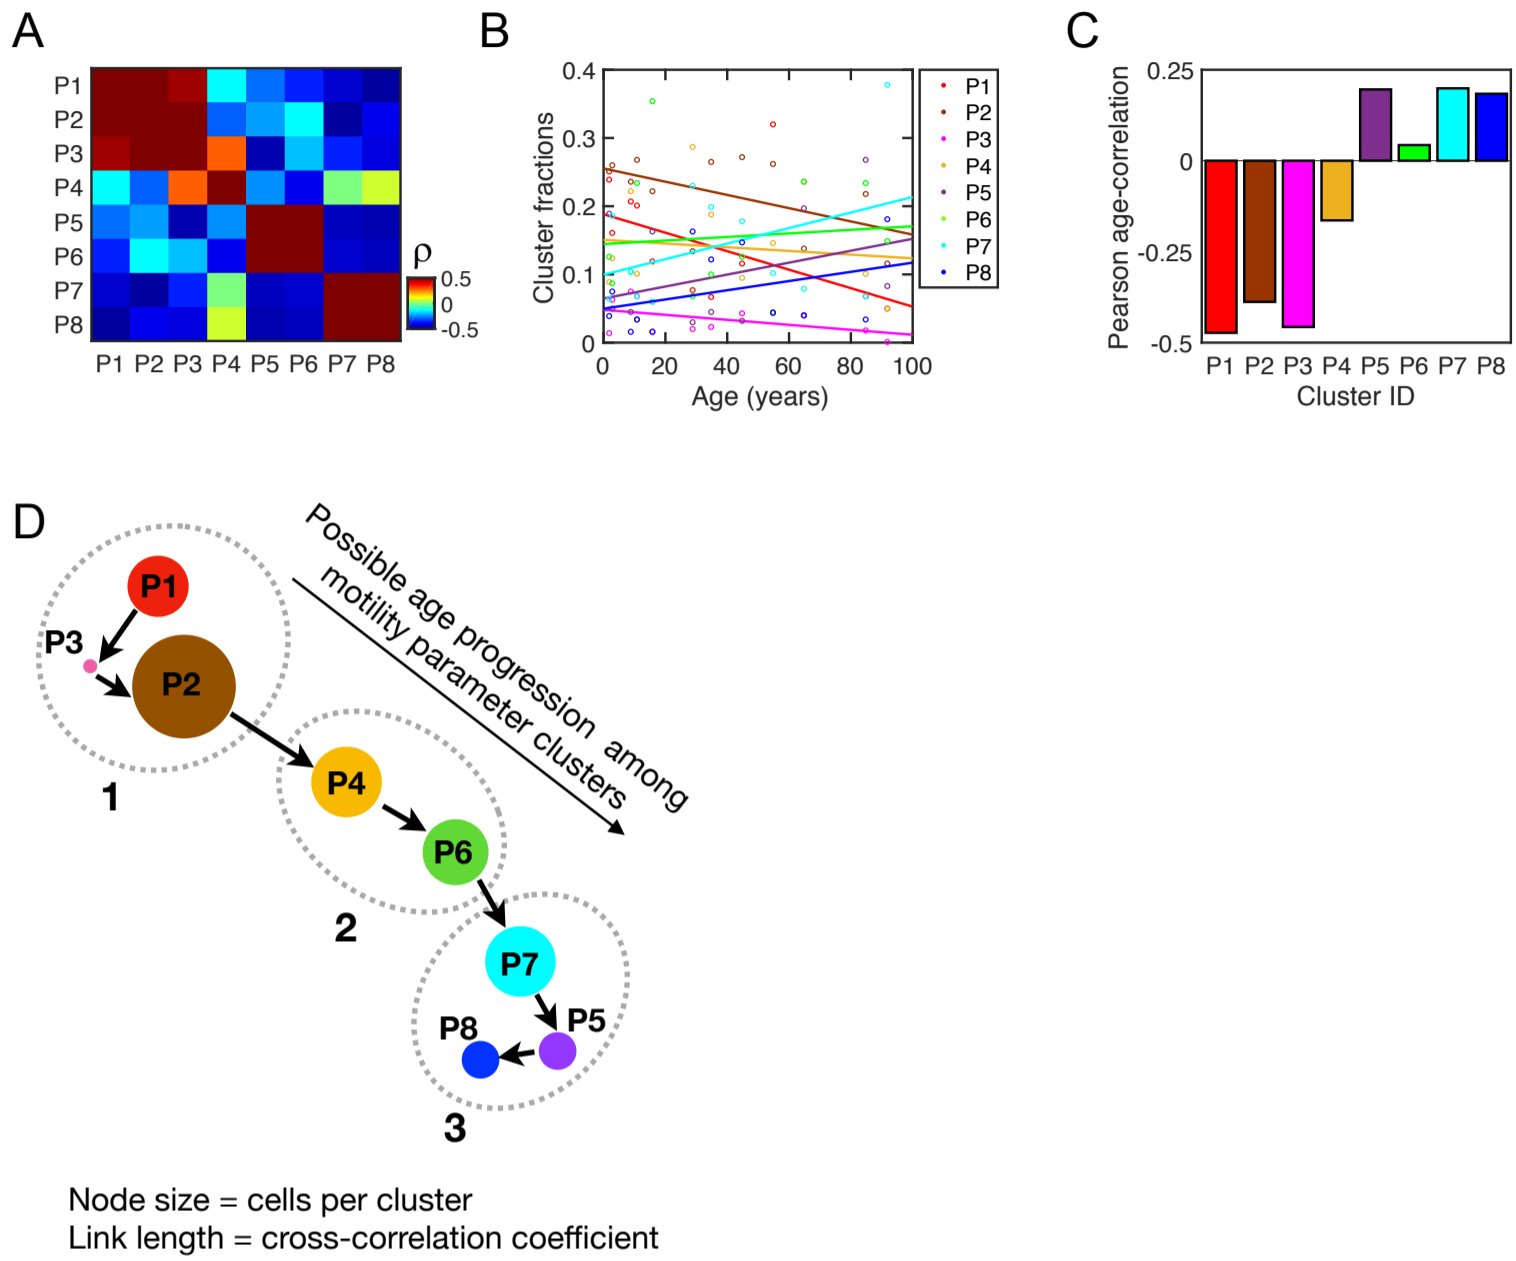 A
P1
P2
P3
P4
P5
P6
P7
P8
P1 P2 P3 P4 P5 P6 P7 P8
ρ
0.5
0
-0.5
B
Cluster fractions
0.4
0.3
0.2
0.1
0
0 20 40 60 80 100
Age (years)
P1
P2
P3
P4
P5
P6
P7
P8
C
Pearson age-correlation
0.25
0
-0.25
-0.5
P1 P2 P3 P4 P5 P6 P7 P8
Cluster ID
D
Possible age progression among
motility parameter clusters
P1
P3
P2
1
P4
P6
2
P7
P8
P5
3
Node size = cells per cluster
Link length = cross-correlation coefficient